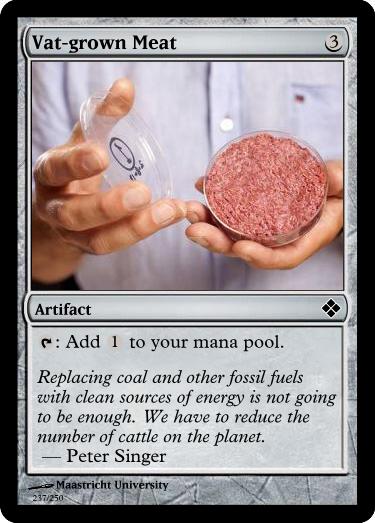 Vat-grown Meat 3
Artifact
: Add 1 to your mana pool.
Replacing coal and other fossil fuels
with clean sources of energy is not going
to be enough. We have to reduce the
number of cattle on the planet.
— Peter Singer
Maastricht University
237/250